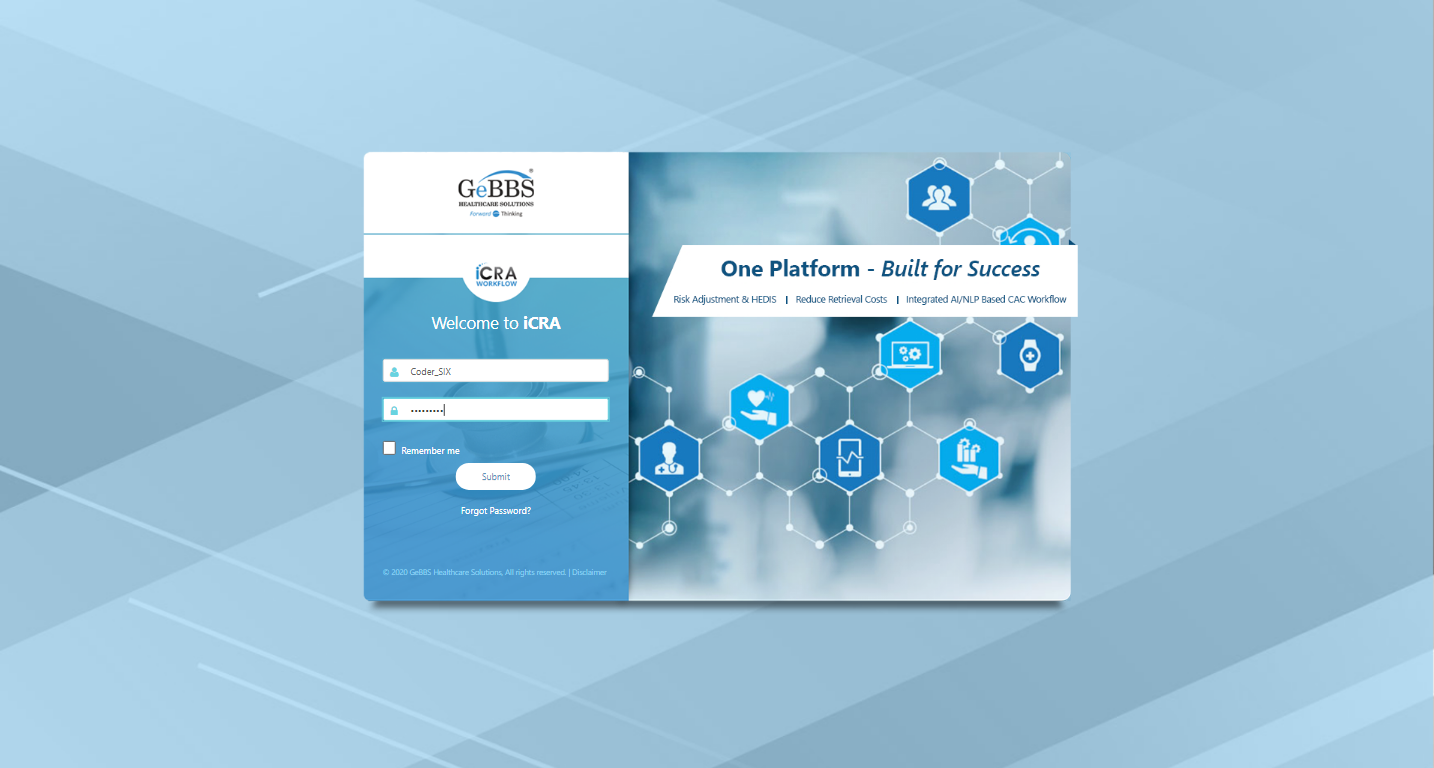 GeBBS
HEALTHCARE SOLUTIONS
Forward Thinking
iCRA
WORKFLOW
Welcome to iCRA
Coder_SIX
•••••••••
Remember me
Submit
Forgot Password?
© 2020 GeBBS Healthcare Solutions, All rights reserved. | Disclaimer
One Platform - Built for Success
Risk Adjustment & HEDIS | Reduce Retrieval Costs | Integrated AI/NLP Based CAC Workflow